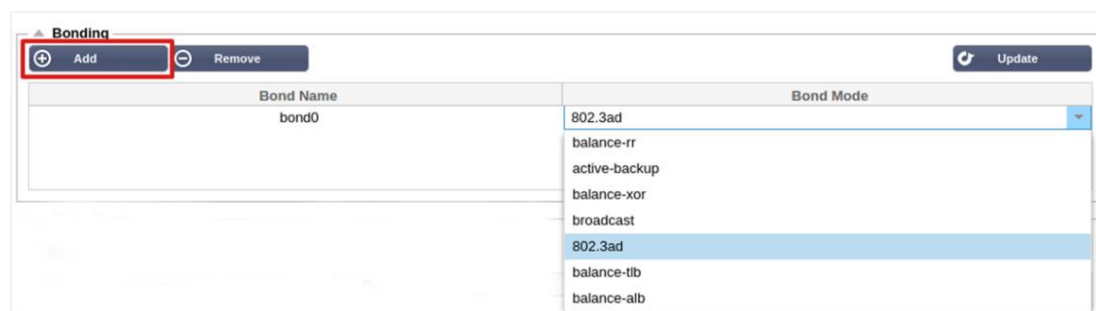 Bonding
Add Remove Update
Bond Name Bond Mode
bond0 802.3ad
balance-rr
active-backup
balance-xor
broadcast
802.3ad
balance-tlb
balance-alb